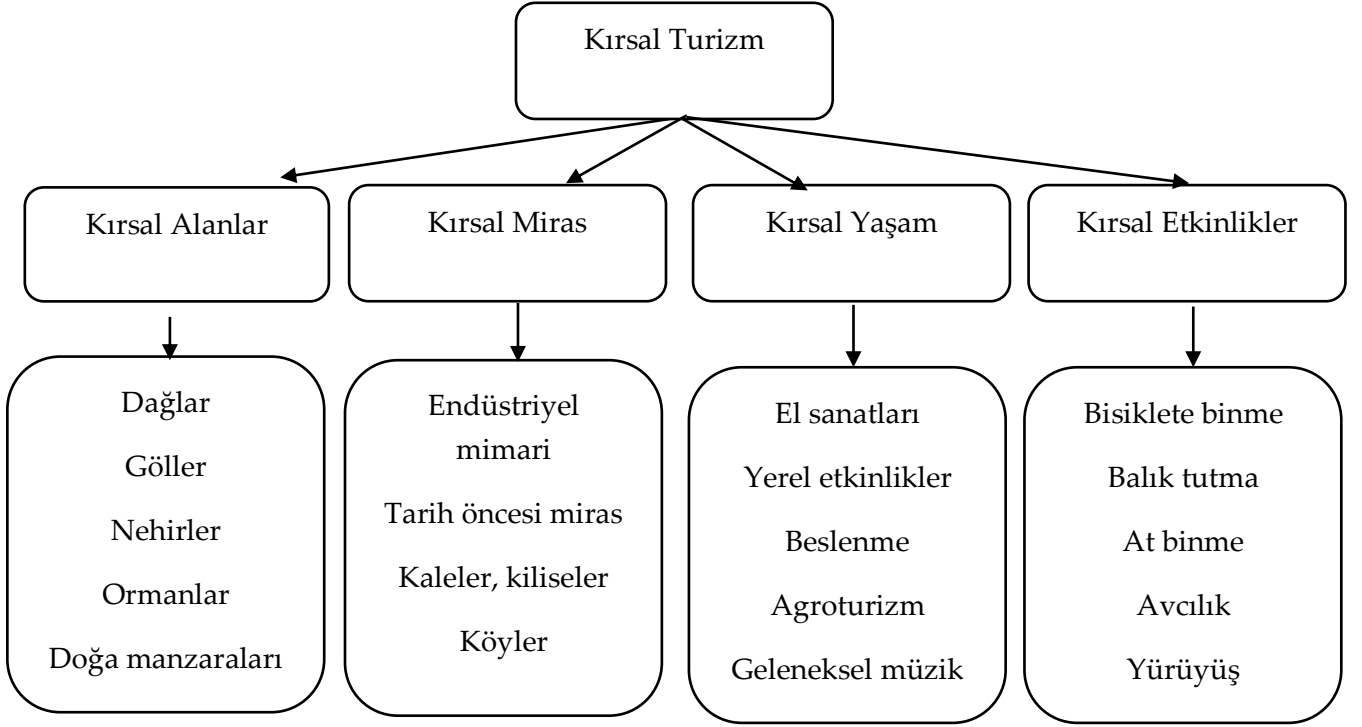 Kırsal Turizm
Kırsal Alanlar
Kırsal Miras
Kırsal Yaşam
Kırsal Etkinlikler
Dağlar
Göller
Nehirler
Ormanlar
Doğa manzaraları
Endüstriyel
mimari
Tarih öncesi miras
Kaleler, kiliseler
Köyler
El sanatları
Yerel etkinlikler
Beslenme
Agroturizm
Geleneksel müzik
Bisiklete binme
Balık tutma
At binme
Avcılık
Yürüyüş